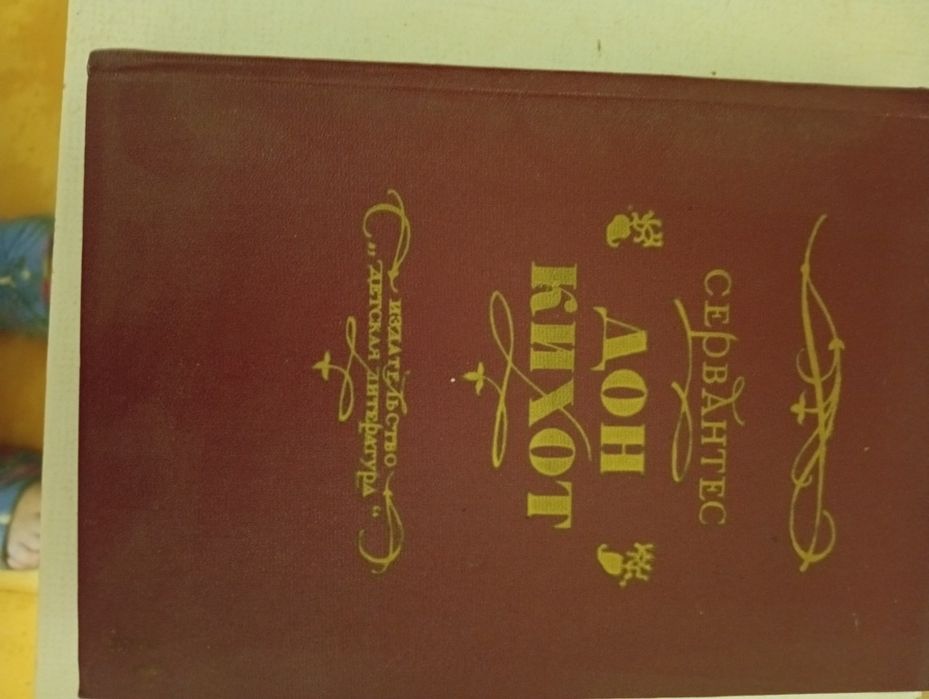 СЕРВАНТЕС
ДОН
КИХОТ
ИЗДАТЕЛЬСТВО
„ДЕТСКАЯ ЛИТЕРАТУРА“